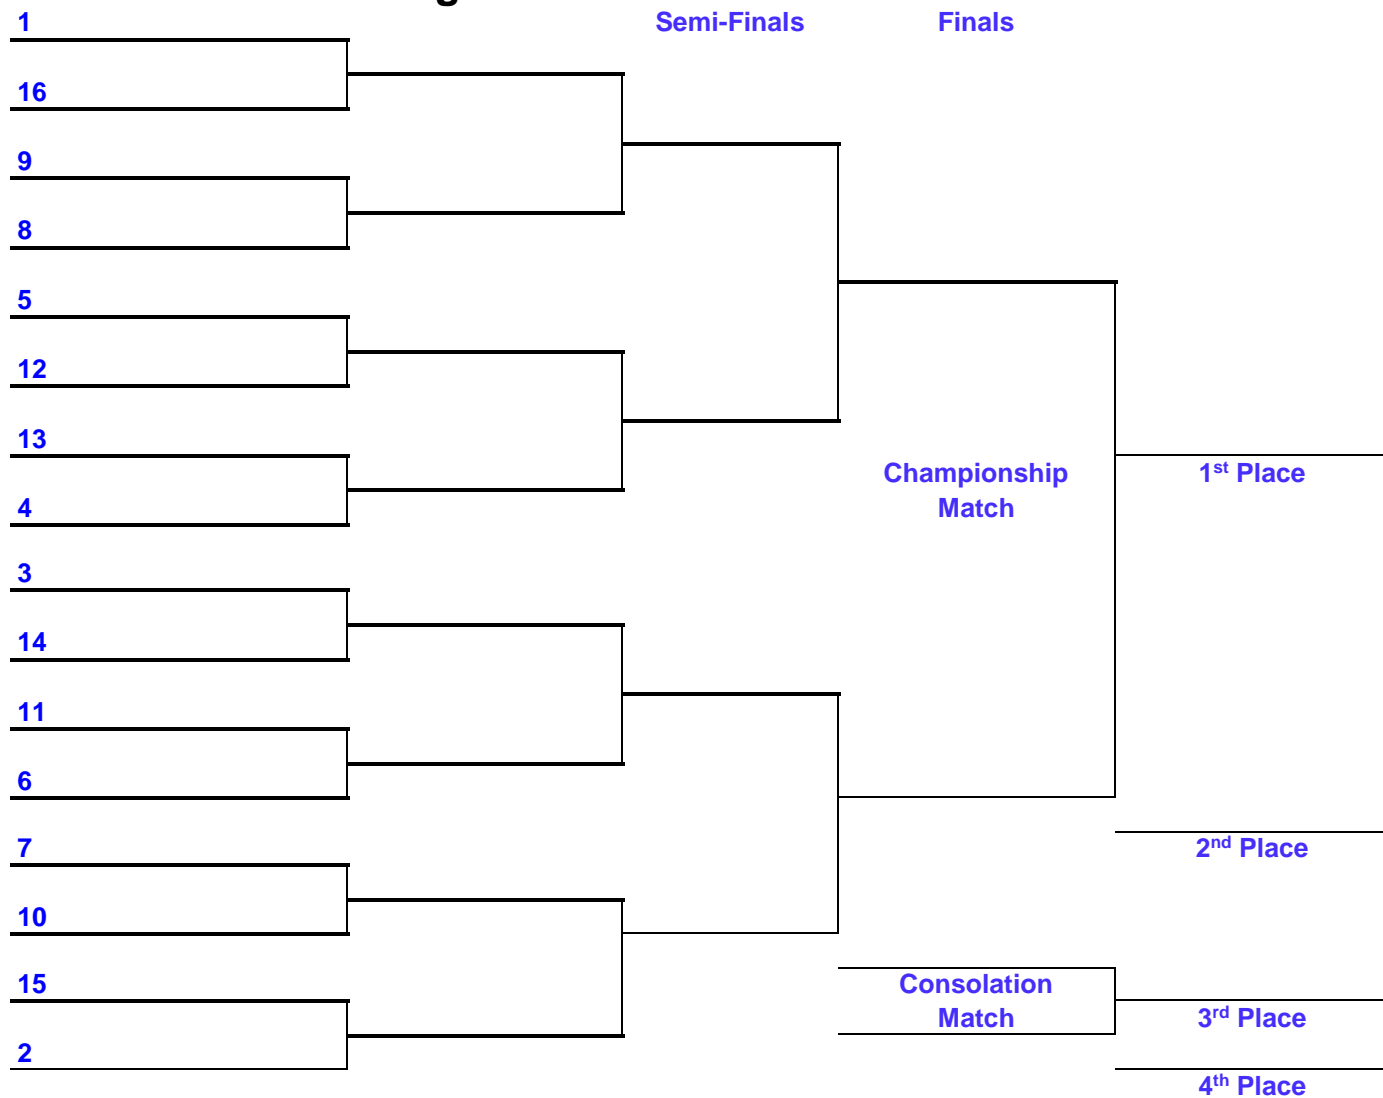 1
Semi-Finals
Finals
16
9
8
5
12
13
4
Championship
Match
1st Place
3
14
11
6
7
10
2nd Place
15
2
Consolation
Match
3rd Place
4th Place